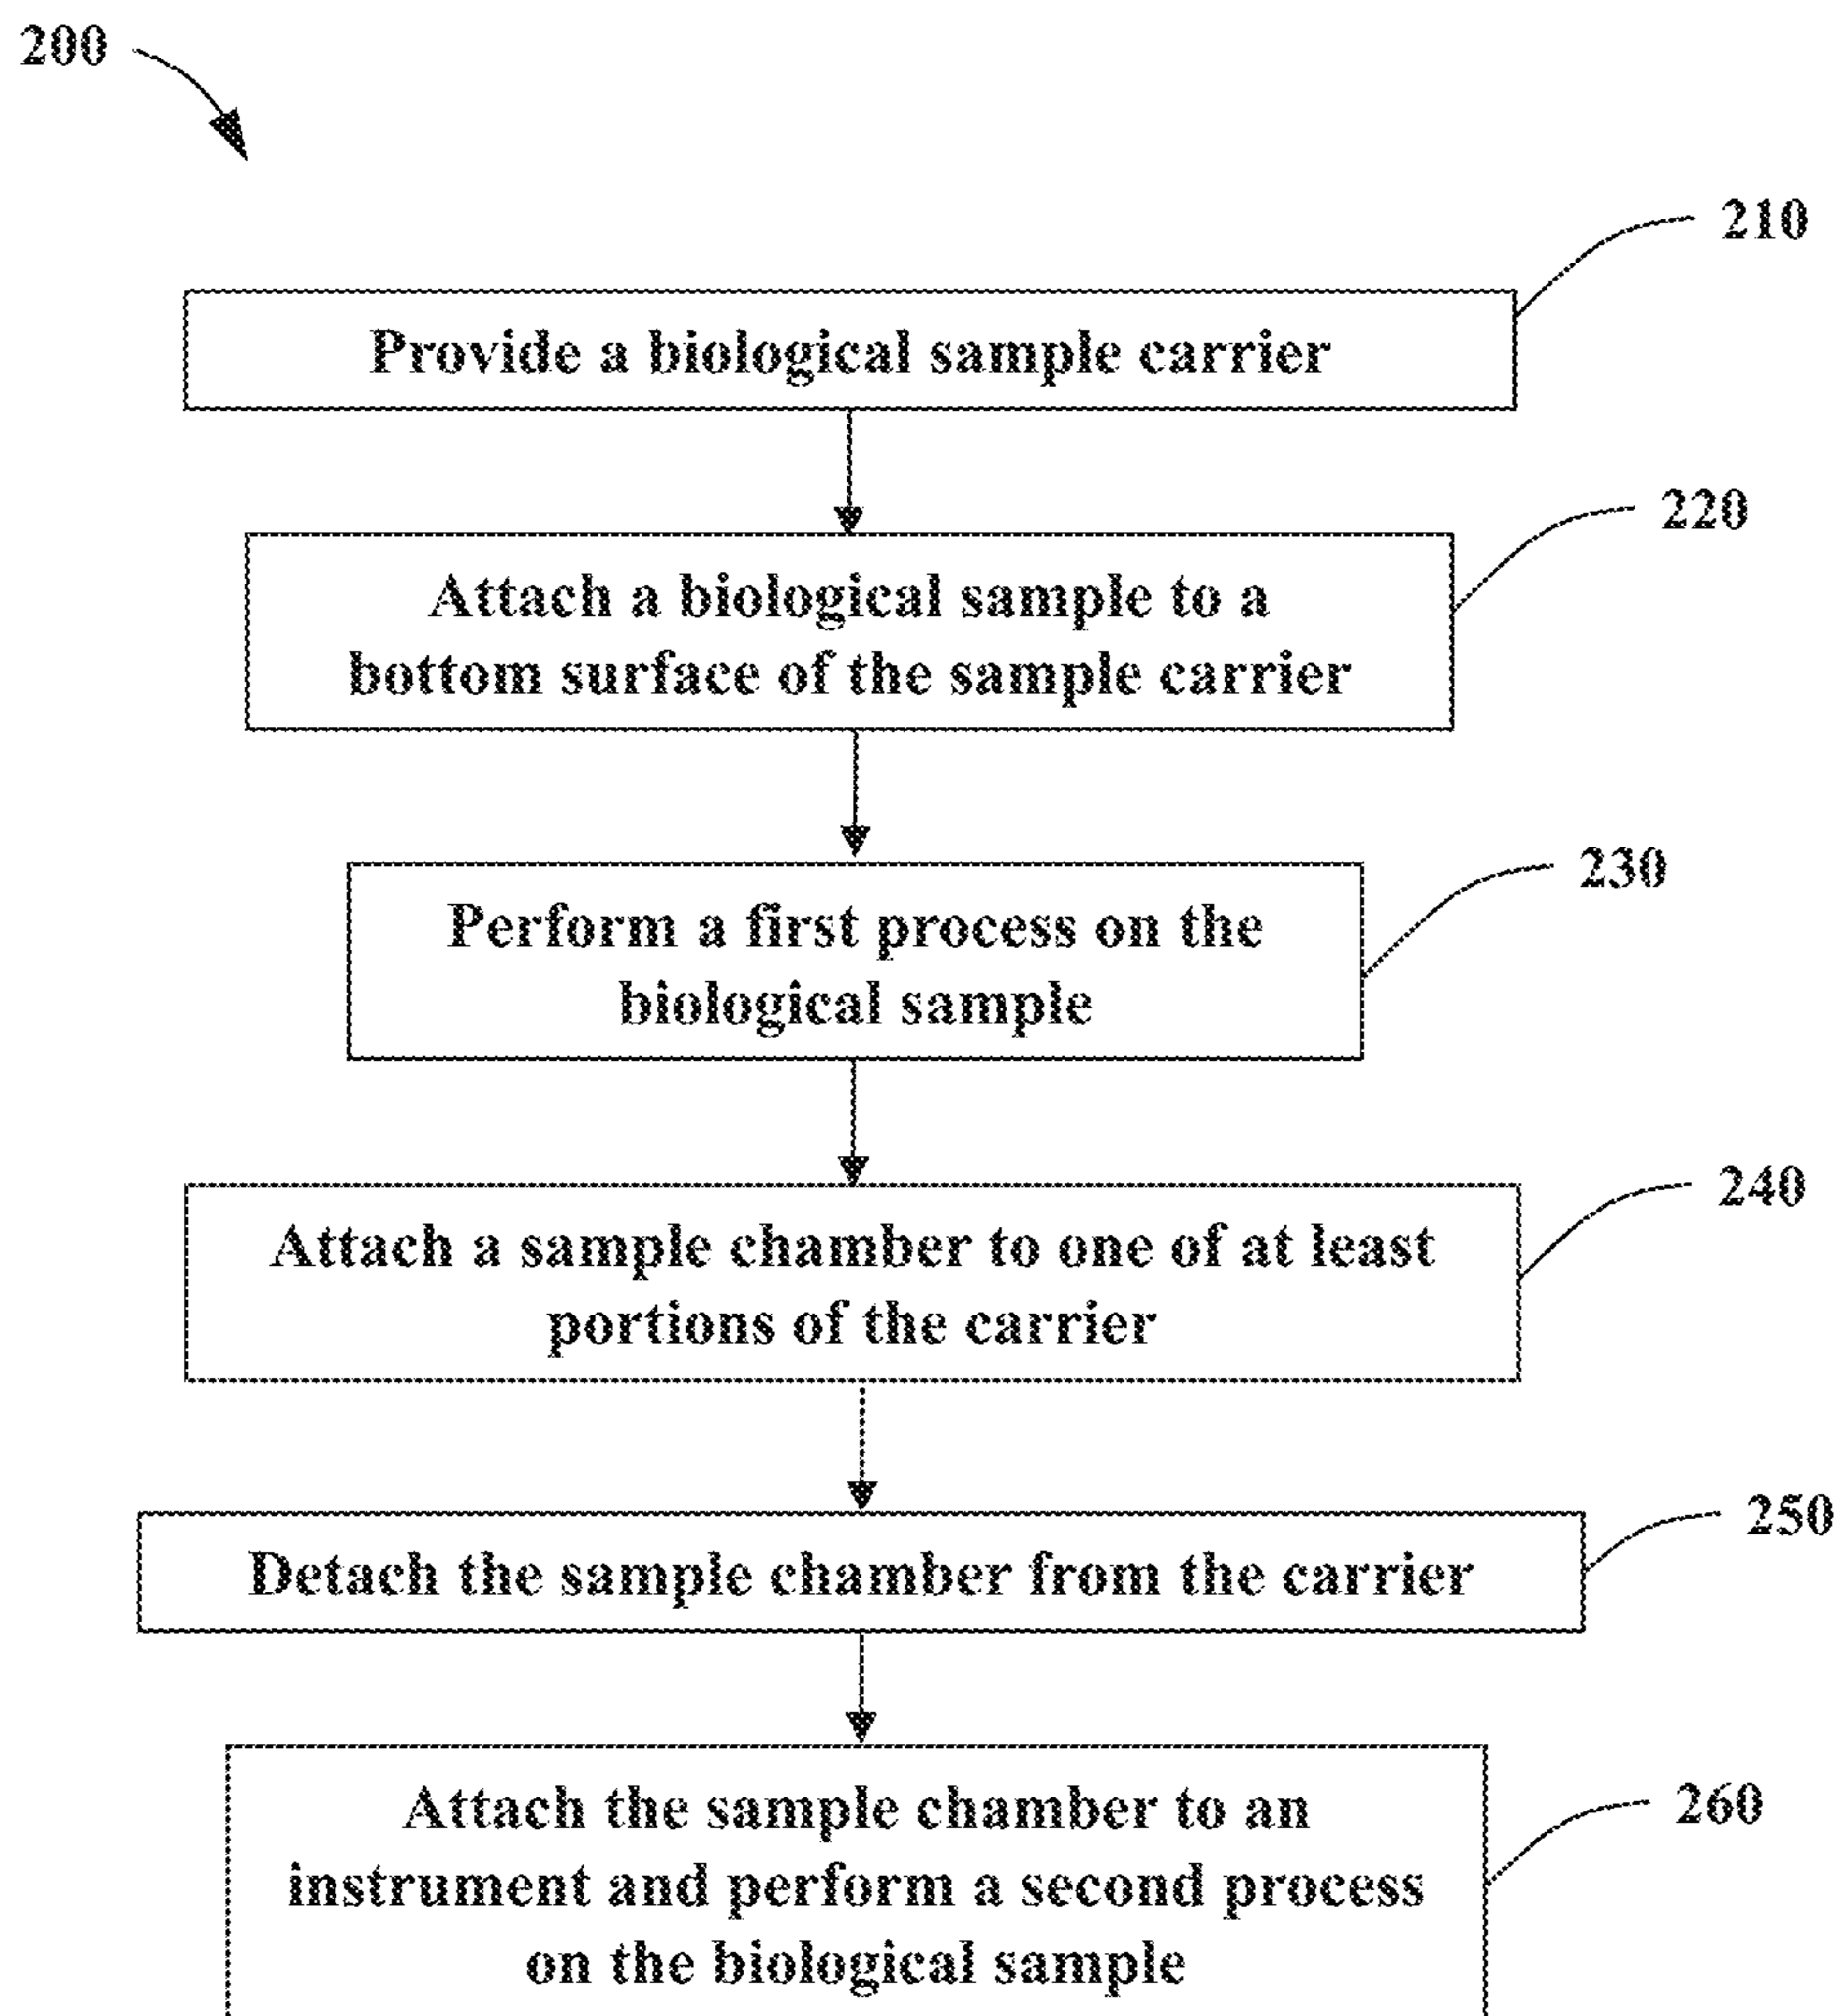 200
210
Provide a biological sample carrier
220
Attach a biological sample to a
bottom surface of the sample carrier
230
Perform a first process on the
biological sample
240
Attach a sample chamber to one of at least
portions of the carrier
250
Detach the sample chamber from the carrier
260
Attach the sample chamber to an
instrument and perform a second process
on the biological sample